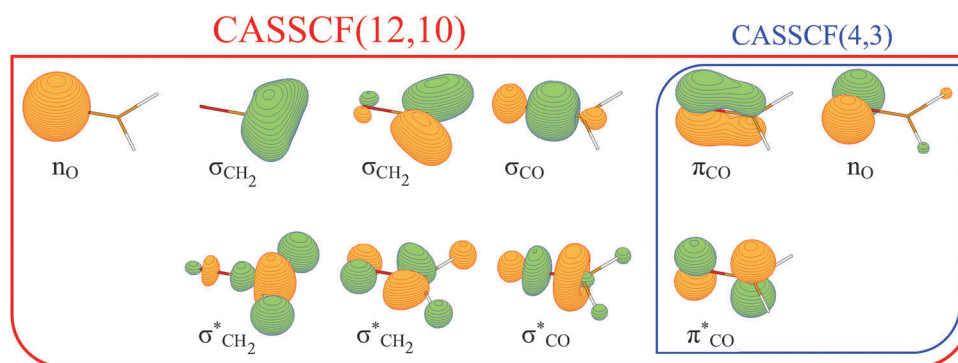 CASSCF(12,10)
CASSCF(4,3)
n_O σ_CH₂ σ_CH₂ σ_CO π_CO n_O
σ*_CH₂ σ*_CH₂ σ*_CO π*_CO